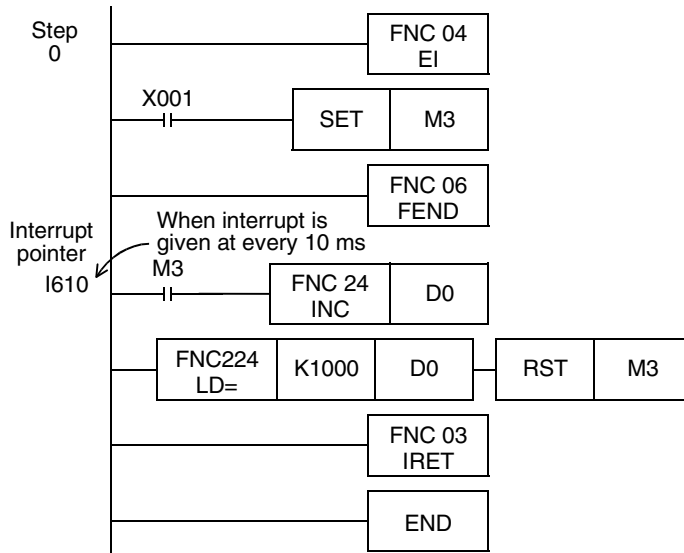 Step
0
FNC 04
EI
X001
SET
M3
FNC 06
FEND
Interrupt
pointer
I610
When interrupt is
given at every 10 ms
M3
FNC 24
INC
D0
FNC224
LD=
K1000
D0
RST
M3
FNC 03
IRET
END